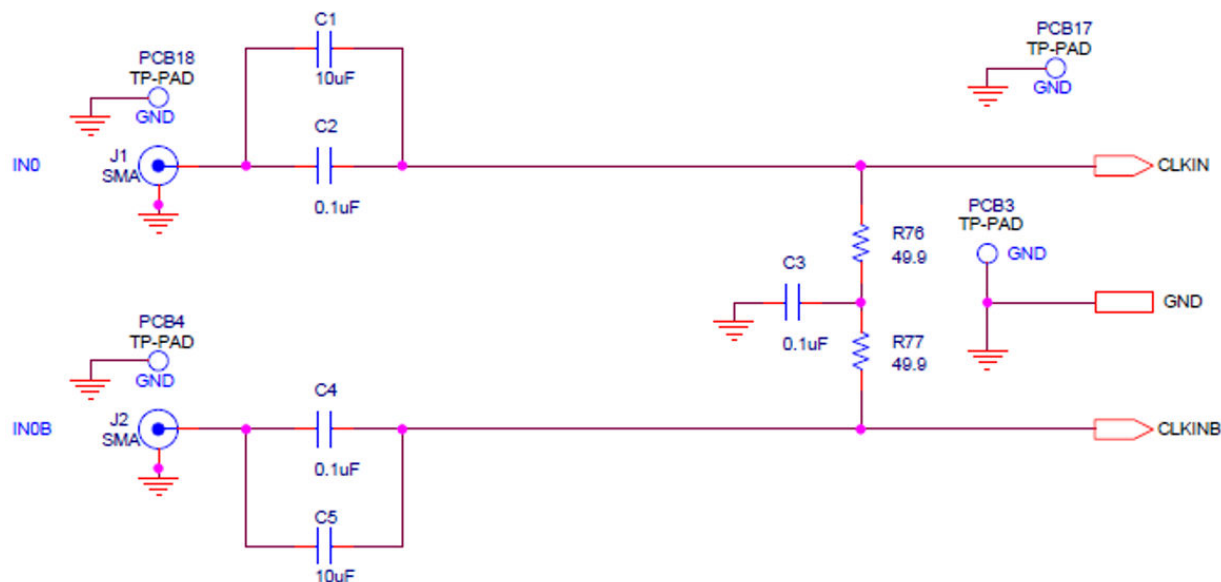 C1
10uF
PCB18
TP-PAD
GND
PCB17
TP-PAD
GND
C2
0.1uF
IN0
J1
SMA
CLKIN
PCB3
TP-PAD
GND
R76
49.9
C3
0.1uF
GND
R77
49.9
PCB4
TP-PAD
GND
C4
0.1uF
IN0B
J2
SMA
CLKINB
C5
10uF